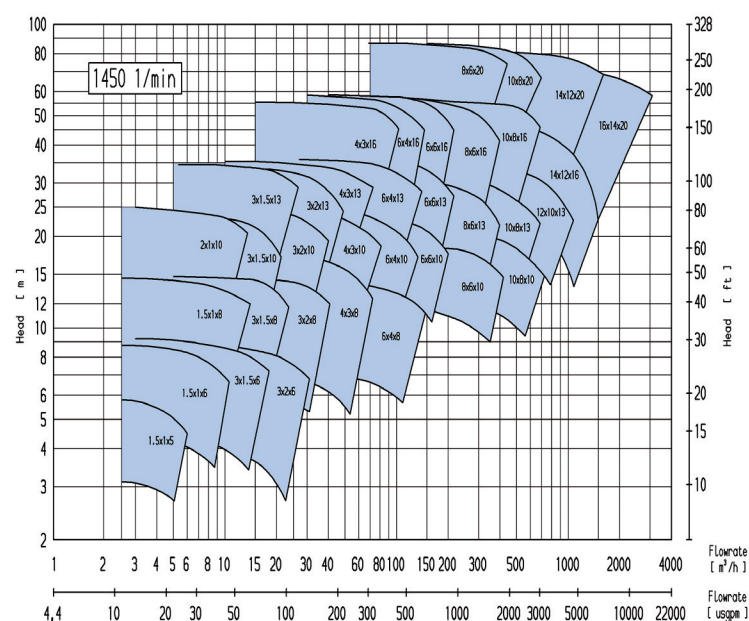 1450 1/min
100
80
60
50
40
30
25
20
15
12
10
8
6
5
4
3
2
Head [ m ]
328
250
200
150
100
80
60
50
40
30
20
15
10
Head [ ft ]
8x6x20
10x8x20
14x12x20
16x14x20
4x3x16
6x4x16
6x6x16
8x6x16
10x8x16
14x12x16
3x1.5x13
3x2x13
4x3x13
6x4x13
6x6x13
8x6x13
10x8x13
12x10x13
2x1x10
3x1.5x10
3x2x10
4x3x10
6x4x10
6x6x10
8x6x10
10x8x10
1.5x1x8
3x1.5x8
3x2x8
4x3x8
6x4x8
1.5x1x6
3x1.5x6
3x2x6
1.5x1x5
1 2 3 4 5 6 8 10 15 20 30 40 60 80 100 150 200 300 500 1000 2000 4000
Flowrate
[ m³/h ]
4,4 10 20 30 50 100 200 300 500 1000 2000 3000 5000 10000 22000
Flowrate
[ usgpm ]